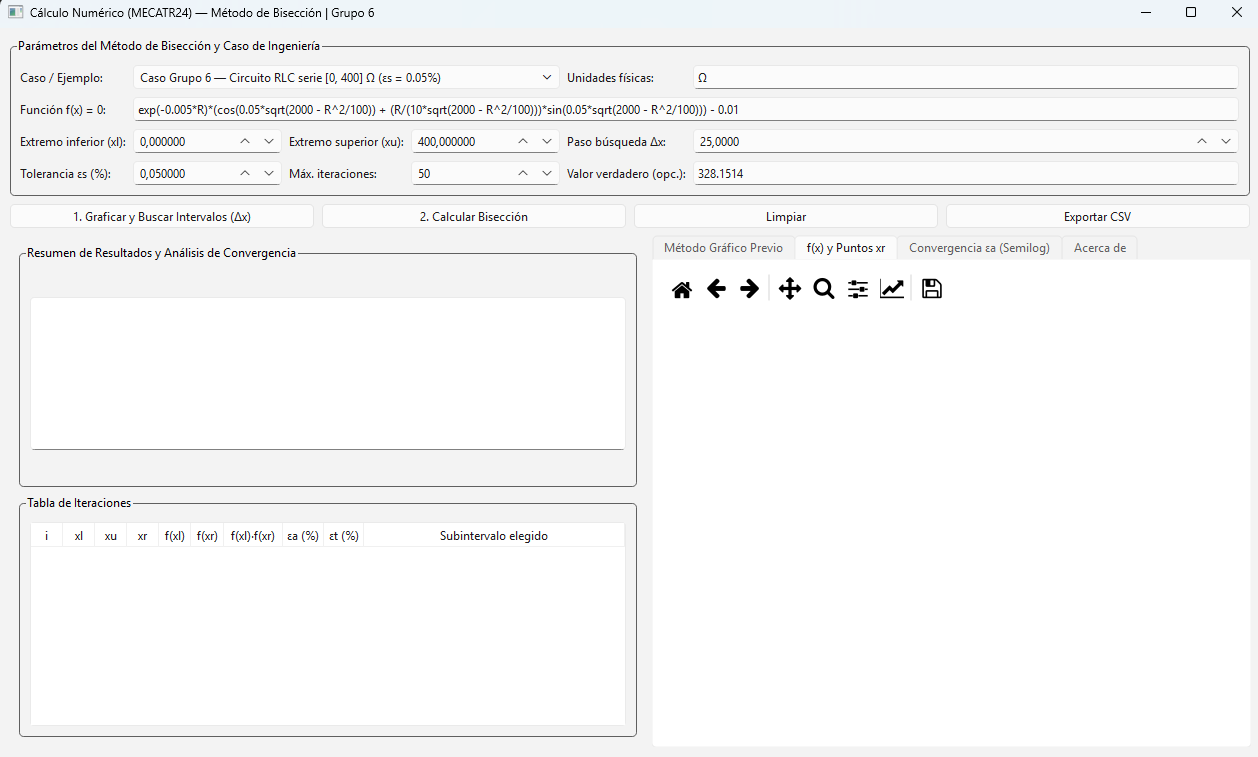 Cálculo Numérico (MECATR24) — Método de Bisección | Grupo 6
Parámetros del Método de Bisección y Caso de Ingeniería
Caso / Ejemplo: Caso Grupo 6 — Circuito RLC serie [0, 400] Ω (εs = 0.05%) Unidades físicas: Ω
Función f(x) = 0: exp(-0.005*R)*(cos(0.05*sqrt(2000 - R^2/100)) + (R/(10*sqrt(2000 - R^2/100)))*sin(0.05*sqrt(2000 - R^2/100))) - 0.01
Extremo inferior (xl): 0,000000 Extremo superior (xu): 400,000000 Paso búsqueda Δx: 25,0000
Tolerancia εs (%): 0,050000 Máx. iteraciones: 50 Valor verdadero (opc.): 328.1514
1. Graficar y Buscar Intervalos (Δx) 2. Calcular Bisección Limpiar Exportar CSV
Resumen de Resultados y Análisis de Convergencia
Método Gráfico Previo f(x) y Puntos xr Convergencia εa (Semilog) Acerca de
Tabla de Iteraciones
i xl xu xr f(xl) f(xr) f(xl)·f(xr) εa (%) εt (%) Subintervalo elegido